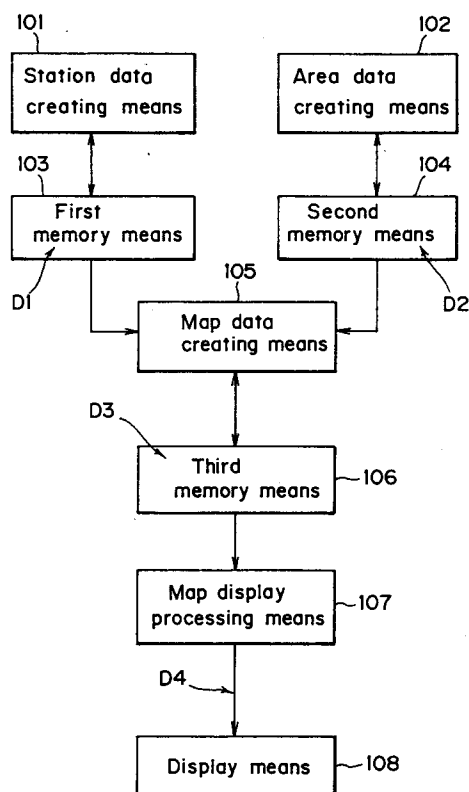 101
102
Station data
creating means
Area data
creating means
103
104
First
memory means
Second
memory means
D1
105
D2
Map data
creating means
D3
Third
memory means
106
Map display
processing means
107
D4
Display means
108